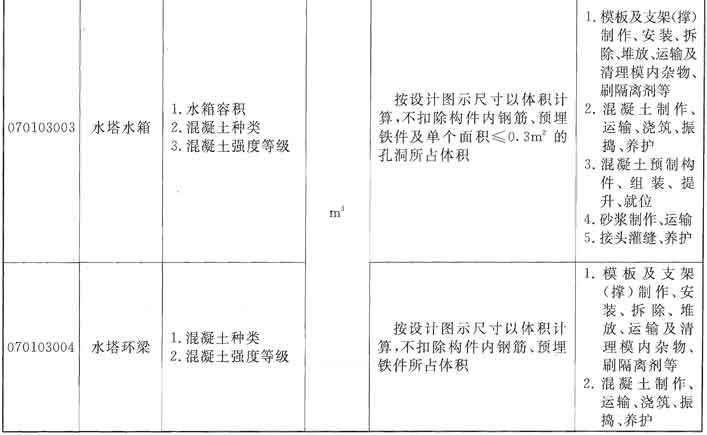 070103003
水塔水箱
1.水箱容积
2.混凝土种类
3.混凝土强度等级
m³
按设计图示尺寸以体积计
算,不扣除构件内钢筋、预埋
铁件及单个面积≤0.3m²的
孔洞所占体积
1.模板及支架(撑)
制作、安装、拆
除、堆放、运输及
清理模内杂物、
刷隔离剂等
2.混凝土制作、
运输、浇筑、振
捣、养护
3.混凝土预制构
件、组装、提
升、就位
4.砂浆制作、运输
5.接头灌缝、养护
070103004
水塔环梁
1.混凝土种类
2.混凝土强度等级
按设计图示尺寸以体积计
算,不扣除构件内钢筋、预埋
铁件所占体积
1.模板及支架
(撑)制作、安
装、拆除、堆
放、运输及清
理模内杂物、
刷隔离剂等
2.混凝土制作、
运输、浇筑、振
捣、养护